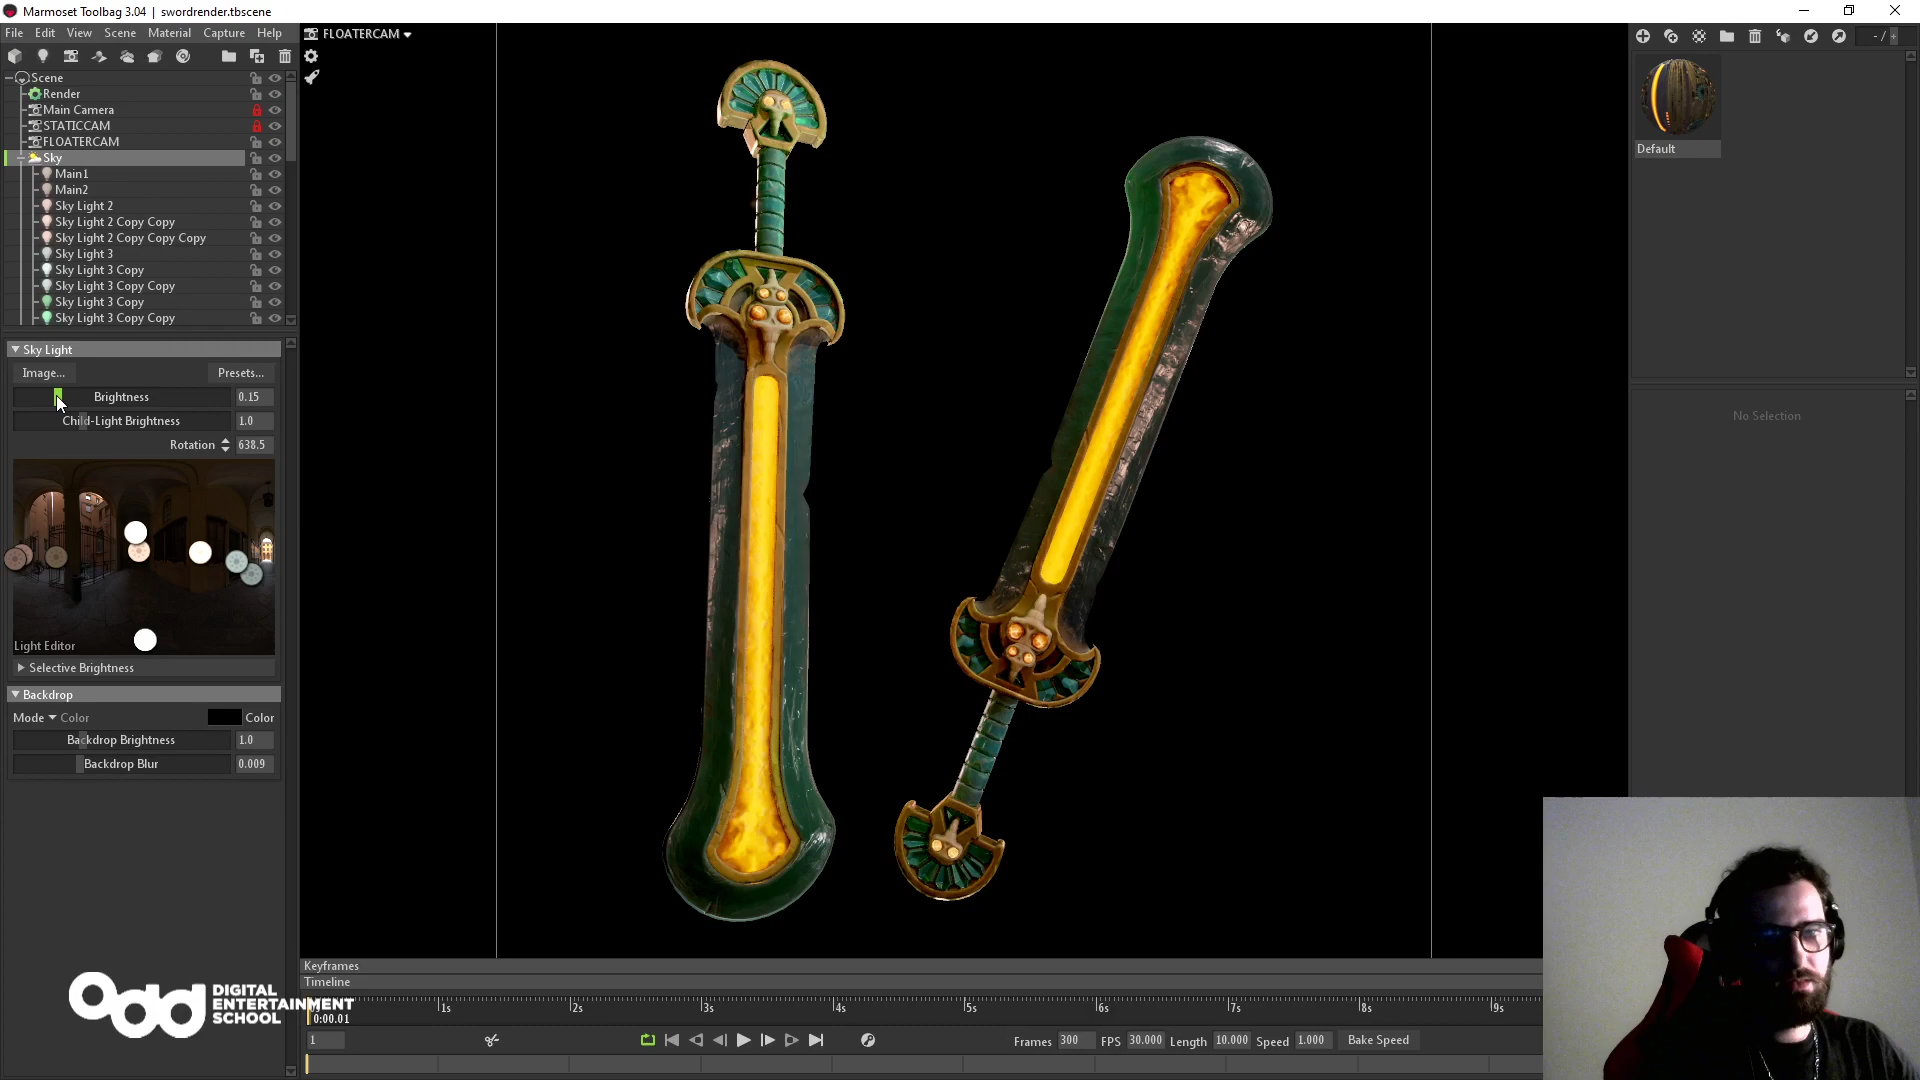 Marmoset Toolbag 3.04 | swordrender.tbscene
File Edit View Scene Material Capture Help
FLOATERCAM
- / +
Scene
Render
Main Camera
STATICCAM
FLOATERCAM
Sky
Main1
Main2
Sky Light 2
Sky Light 2 Copy Copy
Sky Light 2 Copy Copy Copy
Sky Light 3
Sky Light 3 Copy
Sky Light 3 Copy Copy
Sky Light 3 Copy
Sky Light 3 Copy Copy
Default
Sky Light
Image... Presets...
Brightness 0.15
Child-Light Brightness 1.0
Rotation 638.5
Light Editor
Selective Brightness
Backdrop
Mode Color Color
Backdrop Brightness 1.0
Backdrop Blur 0.009
No Selection
Odd DIGITAL
ENTERTAINMENT
SCHOOL
Keyframes
Timeline
1s 2s 3s 4s 5s 6s 7s 8s 9s
0:00.01
1 Frames 300 FPS 30.000 Length 10.000 Speed 1.000 Bake Speed